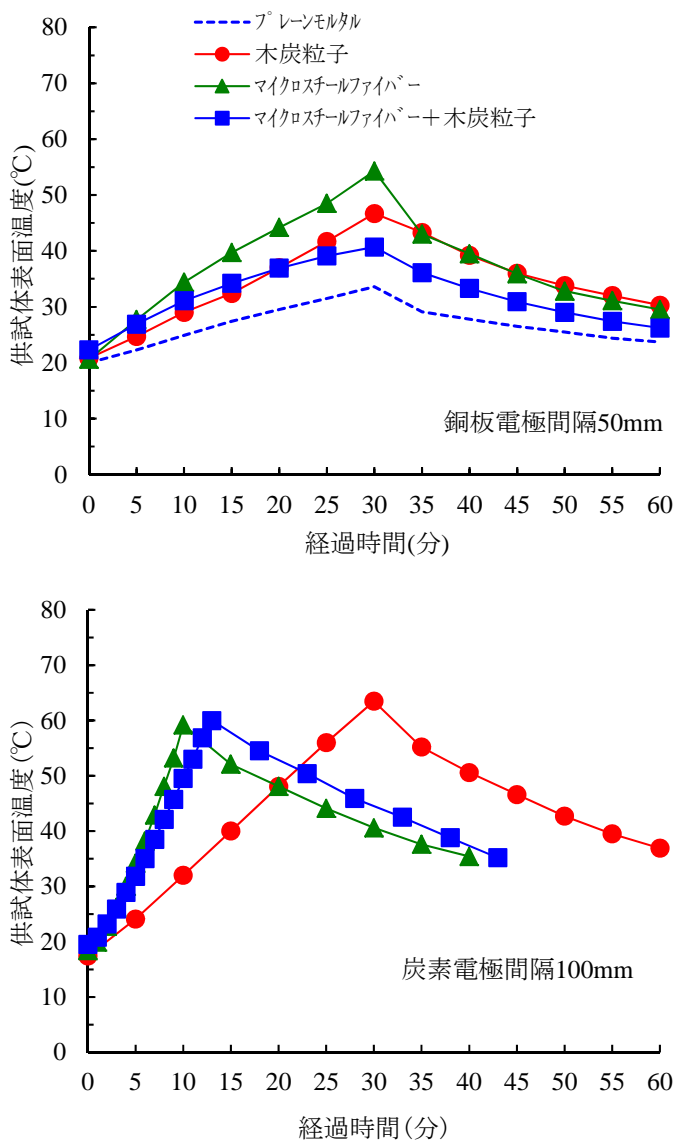 プレーンモルタル
木炭粒子
マイクロスチールファイバー
マイクロスチールファイバー＋木炭粒子
80
70
60
50
40
30
20
10
0
供試体表面温度(℃)
銅板電極間隔50mm
0 5 10 15 20 25 30 35 40 45 50 55 60
経過時間(分)
80
70
60
50
40
30
20
10
0
供試体表面温度(℃)
炭素電極間隔100mm
0 5 10 15 20 25 30 35 40 45 50 55 60
経過時間(分)